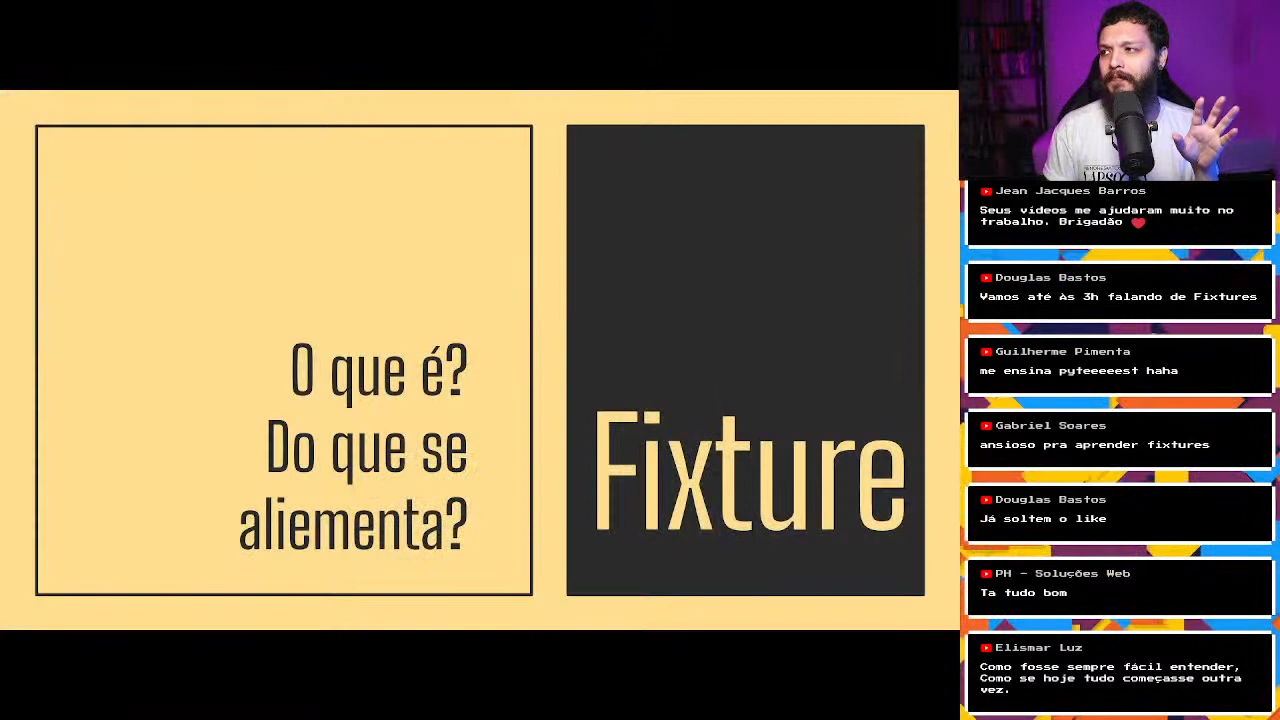 O que é?
Do que se
aliementa?
Fixture
Jean Jacques Barros
Seus vídeos me ajudaram muito no
trabalho. Brigadão ❤️
Douglas Bastos
Vamos até às 3h falando de Fixtures
Guilherme Pimenta
me ensina pyteeeeest haha
Gabriel Soares
ansioso pra aprender fixtures
Douglas Bastos
Já soltem o like
PH - Soluções Web
Ta tudo bom
Elismar Luz
Como fosse sempre fácil entender,
Como se hoje tudo começasse outra
vez.